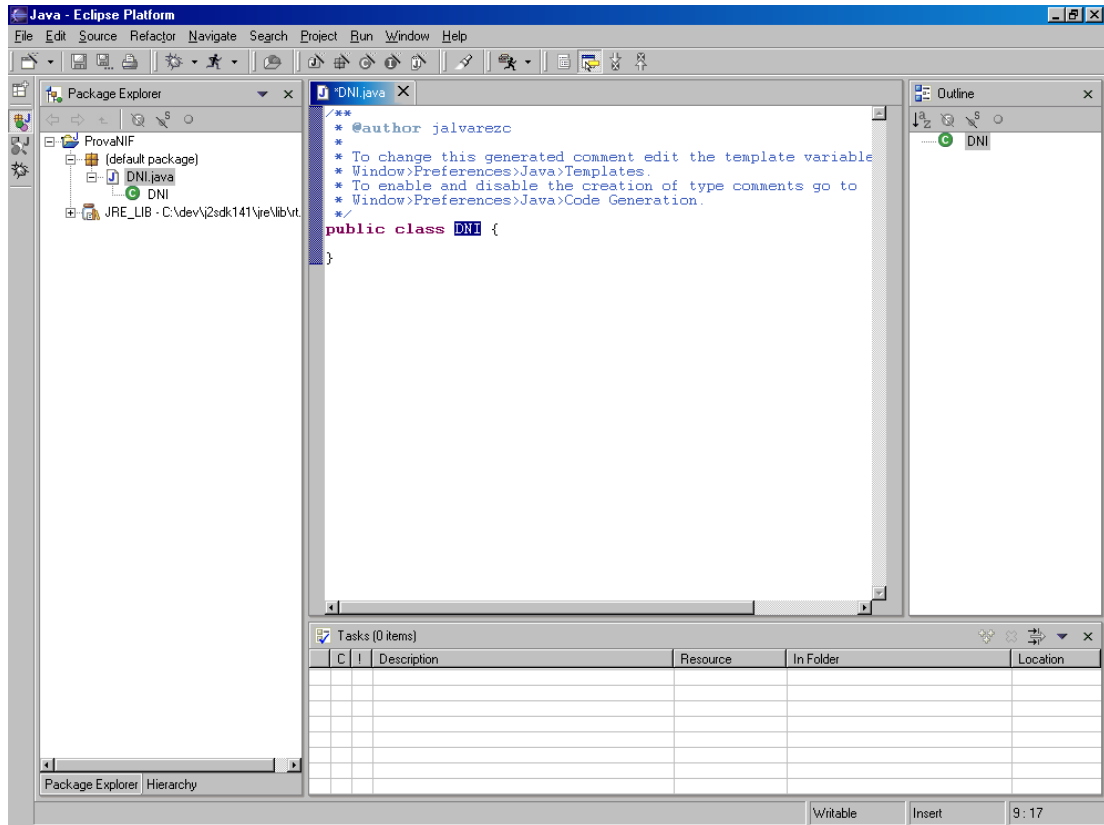 Java - Eclipse Platform
File Edit Source Refactor Navigate Search Project Run Window Help
Package Explorer
ProvaNIF
(default package)
DNI.java
DNI
JRE_LIB - C:\dev\j2sdk141\jre\lib\rt.
Package Explorer Hierarchy
*DNI.java
/**
* @author jalvarezc
*
* To change this generated comment edit the template variable
* Window>Preferences>Java>Templates.
* To enable and disable the creation of type comments go to
* Window>Preferences>Java>Code Generation.
*/
public class DNI {
}
Outline
DNI
Tasks (0 items)
C ! Description Resource In Folder Location
Writable Insert 9 : 17